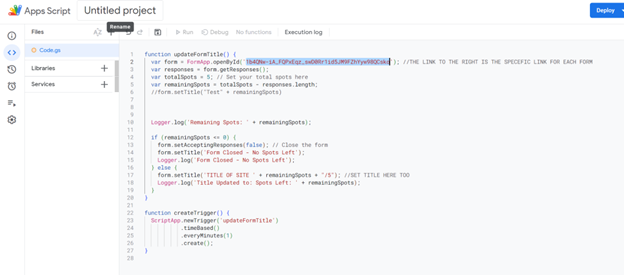 Apps Script
Untitled project
Deploy
Rename
Files
Run
Debug
No functions
Execution log
Code.gs
Libraries
Services
1 function updateFormTitle() {
2 var form = FormApp.openById(' '); //THE LINK TO THE RIGHT IS THE SPECIFIC LINK FOR EACH FORM
3 var responses = form.getResponses();
4 var totalSpots = 5; // Set your total spots here
5 var remainingSpots = totalSpots - responses.length;
6 //form.setTitle("Test" + remainingSpots)
7
8
9
10 Logger.log('Remaining Spots: ' + remainingSpots);
11
12 if (remainingSpots <= 0) {
13 form.setAcceptingResponses(false); // Close the form
14 form.setTitle('Form Closed - No Spots Left');
15 Logger.log('Form Closed - No Spots Left');
16 } else {
17 form.setTitle('TITLE OF SITE ' + remainingSpots + "/5"); //SET TITLE HERE TOO
18 Logger.log('Title Updated to: Spots Left: ' + remainingSpots);
19 }
20 }
21
22 function createTrigger() {
23 ScriptApp.newTrigger('updateFormTitle')
24 .timeBased()
25 .everyMinutes(1)
26 .create();
27 }
28